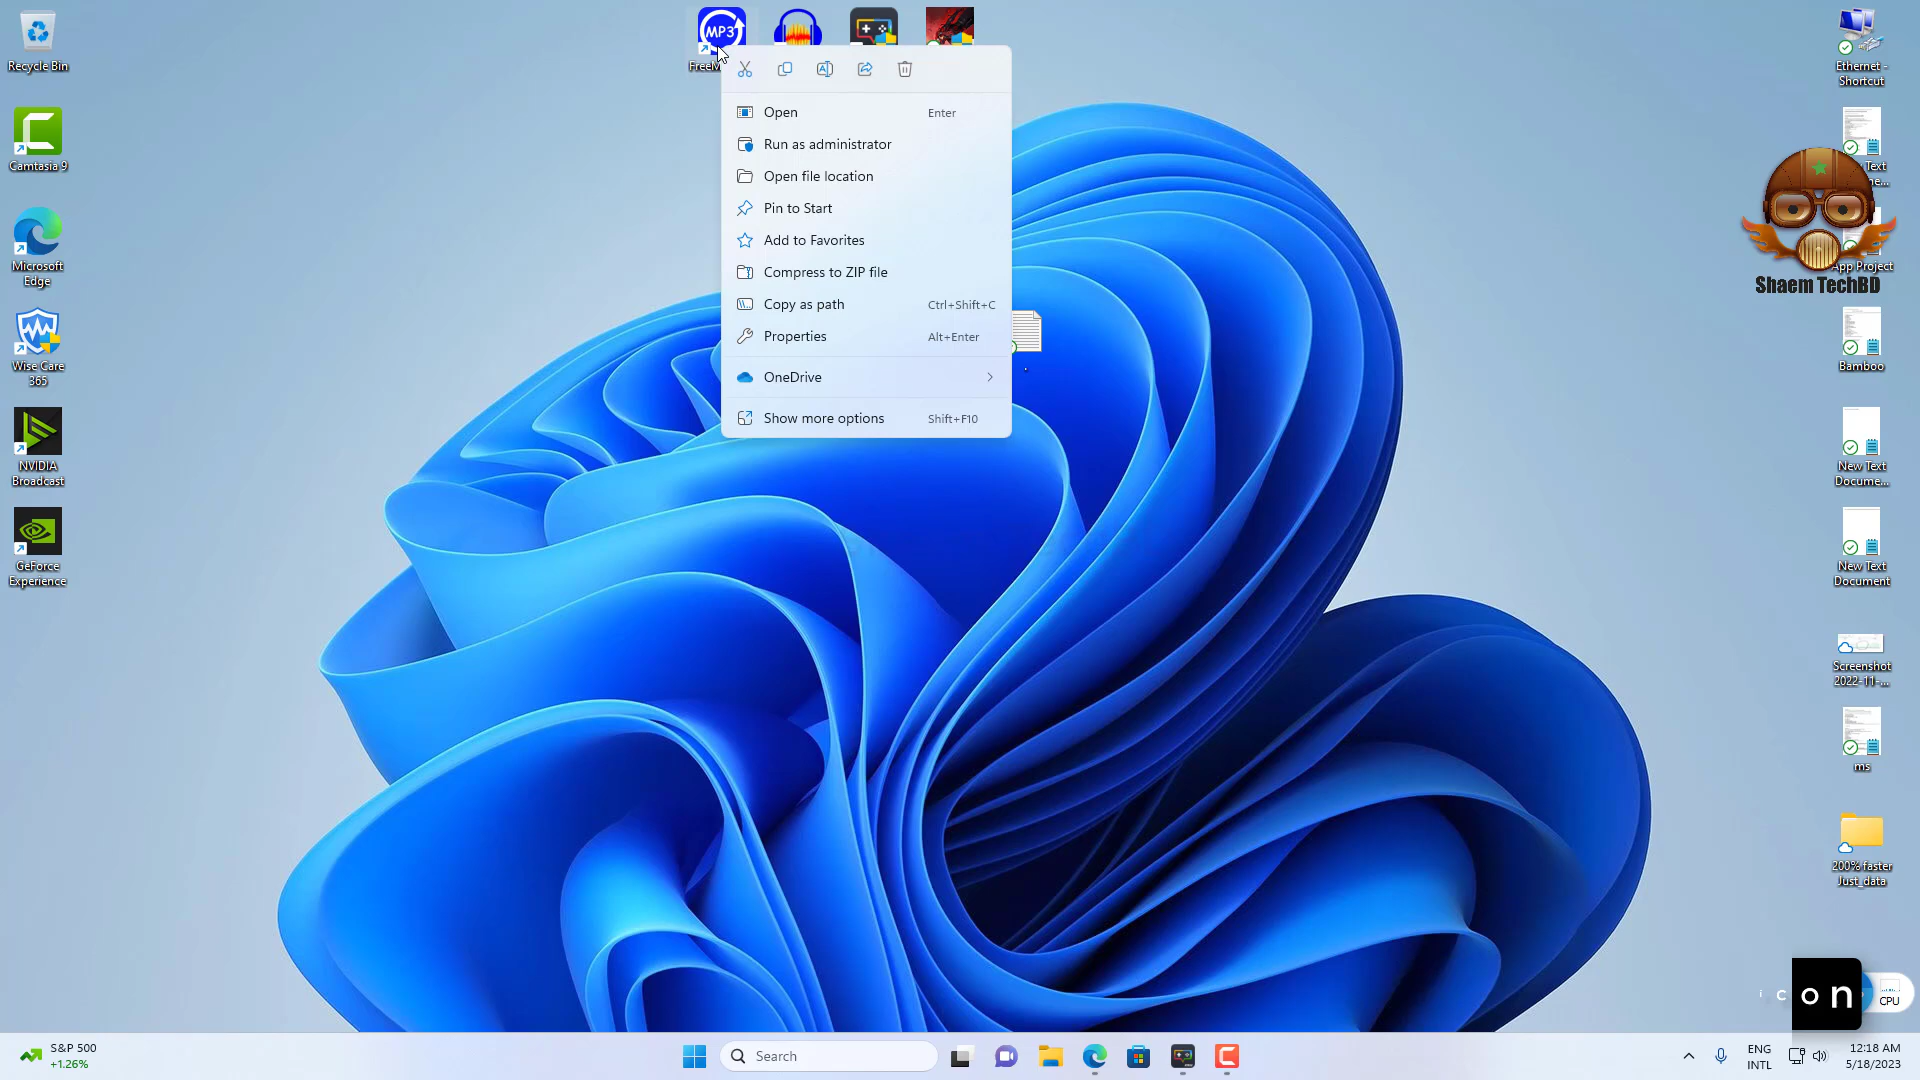 Recycle Bin
Camtasia 9
Microsoft
Edge
Wise Care
365
NVIDIA
Broadcast
GeForce
Experience
MP3
Open Enter
Run as administrator
Open file location
Pin to Start
Add to Favorites
Compress to ZIP file
Copy as path Ctrl+Shift+C
Properties Alt+Enter
OneDrive
Show more options Shift+F10
Ethernet -
Shortcut
Text
Shaem TechBD
App Project
Bamboo
New Text
Docume...
New Text
Document
Screenshot
2022-11-...
ms
200% faster
Just_data
icon
CPU
S&P 500
+1.26%
Search
ENG
INTL
12:18 AM
5/18/2023